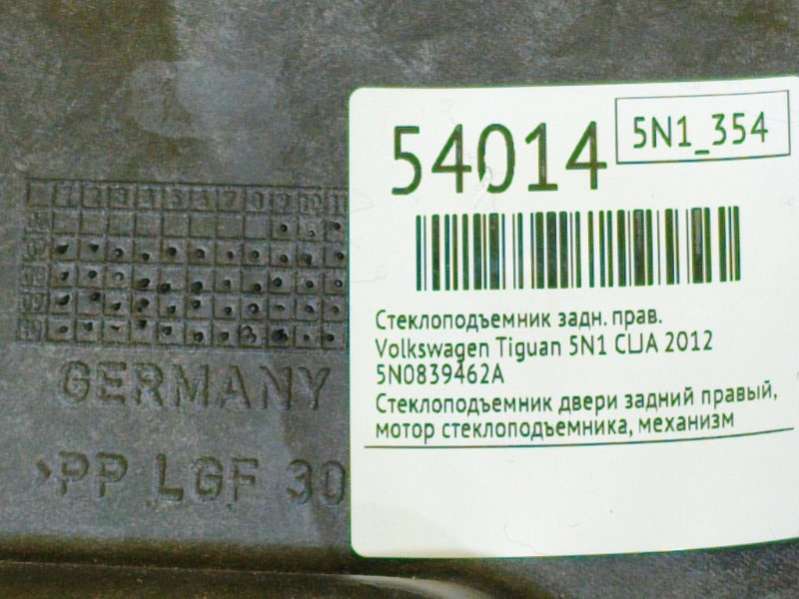 54014
5N1_354
Стеклоподъемник задн. прав.
Volkswagen Tiguan 5N1 CLJA 2012
5N0839462A
Стеклоподъемник двери задний правый,
мотор стеклоподъемника, механизм
GERMANY
>PP LGF 30